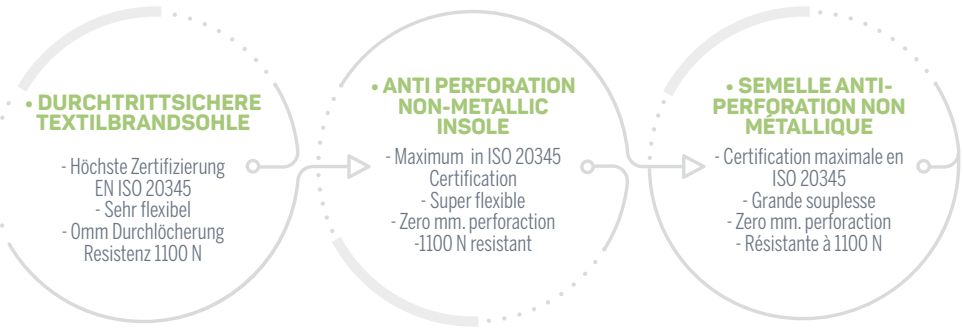 • DURCHTRITTSICHERE
TEXTILBRANDSOHLE
- Höchste Zertifizierung
EN ISO 20345
- Sehr flexibel
- 0mm Durchlöcherung
Resistenz 1100 N
• ANTI PERFORATION
NON-METALLIC
INSOLE
- Maximum in ISO 20345
Certification
- Super flexible
- Zero mm. perforaction
-1100 N resistant
• SEMELLE ANTI-
PERFORATION NON
MÉTALLIQUE
- Certification maximale en
ISO 20345
- Grande souplesse
- Zero mm. perforaction
- Résistante à 1100 N